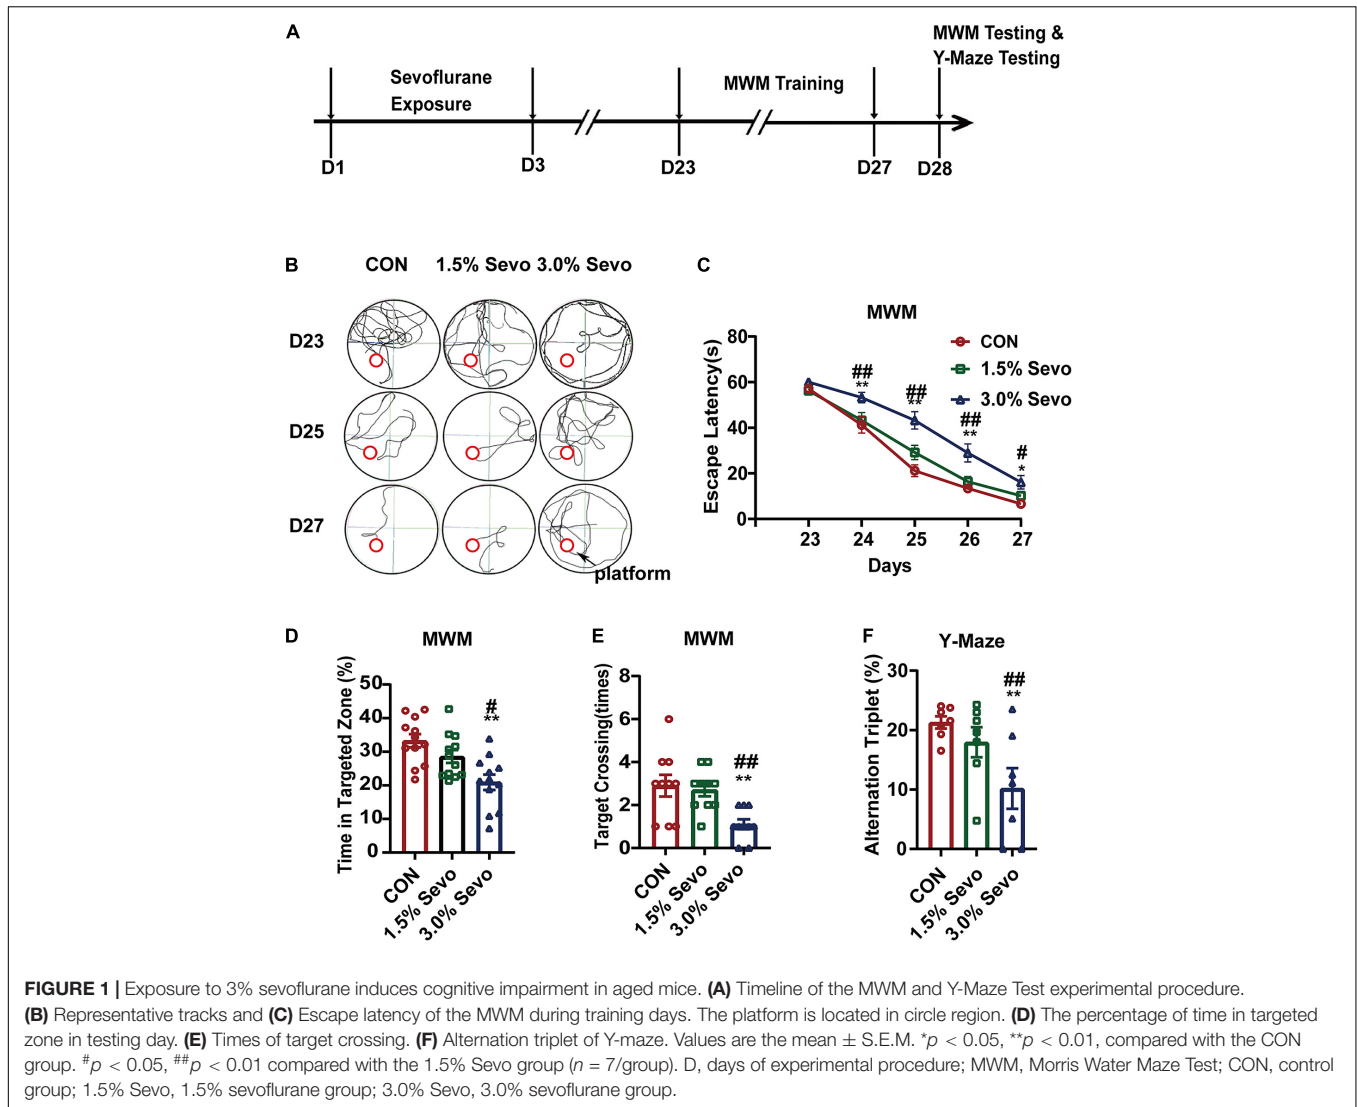 A
MWM Testing &
Y-Maze Testing
Sevoflurane
Exposure
MWM Training
D1
D3
D23
D27
D28
B
CON
1.5% Sevo
3.0% Sevo
D23
D25
D27
platform
C
MWM
CON
1.5% Sevo
3.0% Sevo
Escape Latency(s)
80
60
40
20
0
##
**
##
**
##
**
#
*
23
24
25
26
27
Days
D
MWM
Time in Targeted Zone (%)
50
40
30
20
10
0
#
**
CON
1.5% Sevo
3.0% Sevo
E
MWM
Target Crossing(times)
8
6
4
2
0
##
**
CON
1.5% Sevo
3.0% Sevo
F
Y-Maze
Alternation Triplet (%)
30
20
10
0
##
**
CON
1.5% Sevo
3.0% Sevo
FIGURE 1 | Exposure to 3% sevoflurane induces cognitive impairment in aged mice. (A) Timeline of the MWM and Y-Maze Test experimental procedure.
(B) Representative tracks and (C) Escape latency of the MWM during training days. The platform is located in circle region. (D) The percentage of time in targeted
zone in testing day. (E) Times of target crossing. (F) Alternation triplet of Y-maze. Values are the mean ± S.E.M. *p < 0.05, **p < 0.01, compared with the CON
group. #p < 0.05, ##p < 0.01 compared with the 1.5% Sevo group (n = 7/group). D, days of experimental procedure; MWM, Morris Water Maze Test; CON, control
group; 1.5% Sevo, 1.5% sevoflurane group; 3.0% Sevo, 3.0% sevoflurane group.